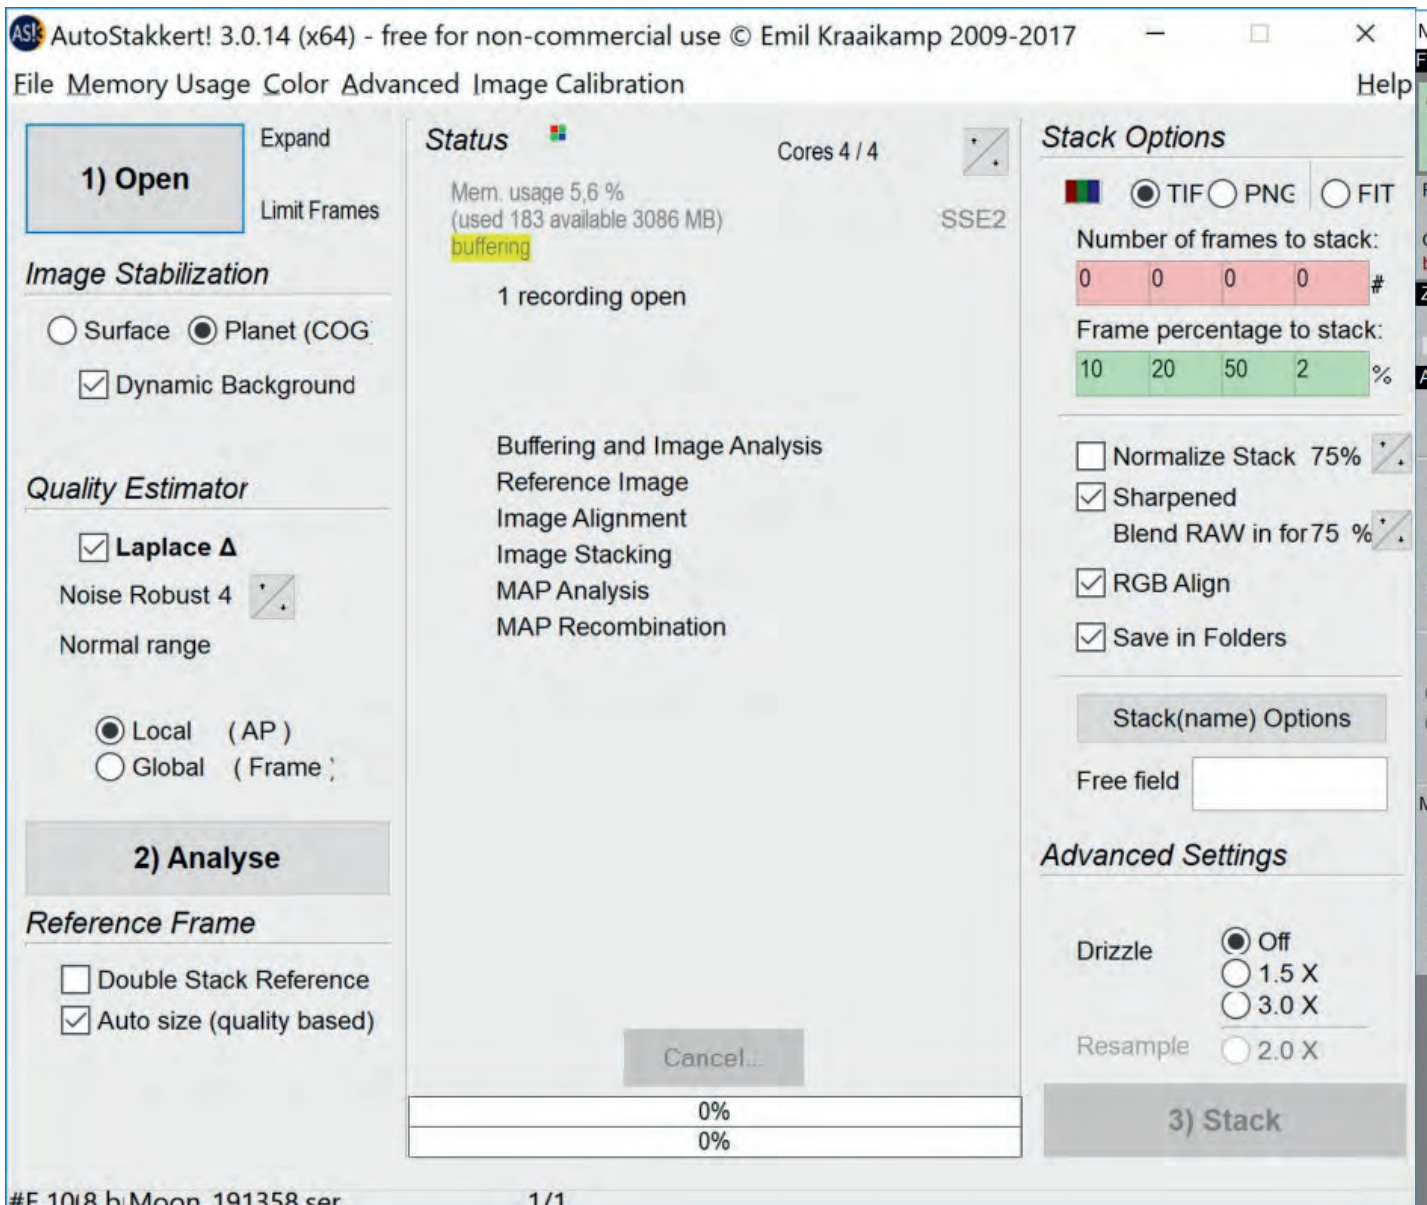 AS!3 AutoStakkert! 3.0.14 (x64) - free for non-commercial use © Emil Kraaikamp 2009-2017
File Memory Usage Color Advanced Image Calibration Help
1) Open
Expand
Limit Frames
Image Stabilization
Surface Planet (COG
Dynamic Background
Quality Estimator
Laplace Δ
Noise Robust 4
Normal range
Local ( AP )
Global ( Frame )
2) Analyse
Reference Frame
Double Stack Reference
Auto size (quality based)
Status
Cores 4 / 4
Mem. usage 5,6 %
(used 183 available 3086 MB)
SSE2
buffering
1 recording open
Buffering and Image Analysis
Reference Image
Image Alignment
Image Stacking
MAP Analysis
MAP Recombination
Cancel...
0%
0%
Stack Options
TIF PNG FIT
Number of frames to stack:
0 0 0 0 #
Frame percentage to stack:
10 20 50 2 %
Normalize Stack 75%
Sharpened
Blend RAW in for 75 %
RGB Align
Save in Folders
Stack(name) Options
Free field
Advanced Settings
Drizzle
Off
1.5 X
3.0 X
Resample 2.0 X
3) Stack
Moon_191358.ser 1/1